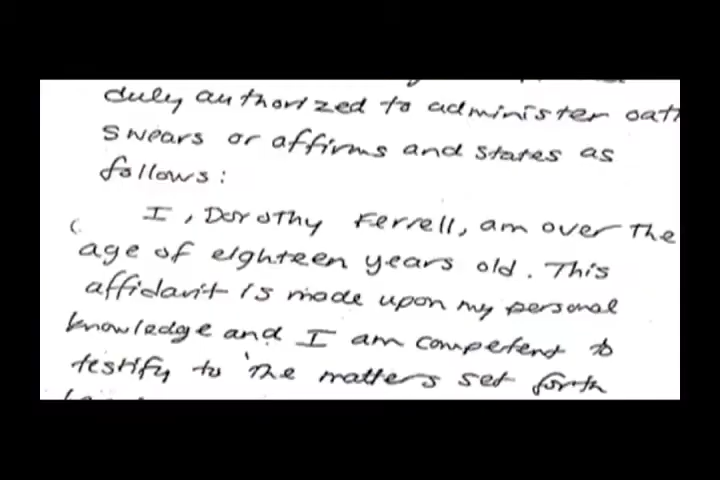 duly authorized to administer oath
swears or affirms and states as
follows:
I, Dorothy Ferrell, am over the
age of eighteen years old. This
affidavit is made upon my personal
knowledge and I am competent to
testify to the matters set forth